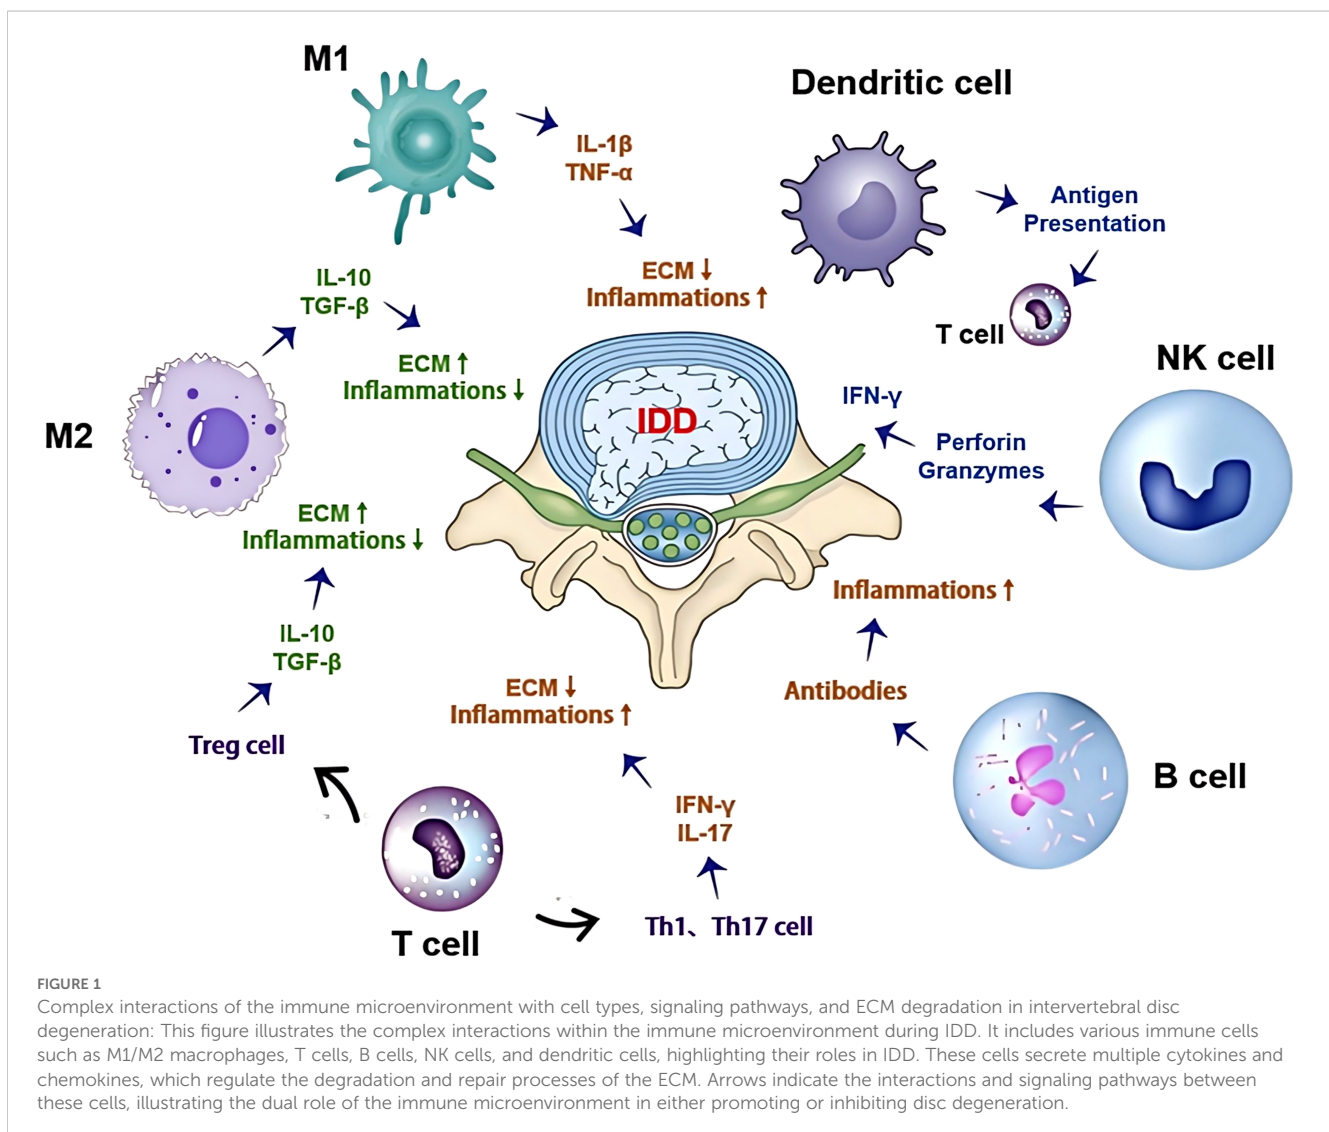 M1
Dendritic cell
IL-1β
TNF-α
Antigen
Presentation
ECM ↓
Inflammations ↑
IL-10
TGF-β
T cell
NK cell
ECM ↑
Inflammations ↓
IFN-γ
IDD
M2
Perforin
Granzymes
ECM ↑
Inflammations ↓
Inflammations ↑
IL-10
TGF-β
ECM ↓
Inflammations ↑
Antibodies
Treg cell
B cell
IFN-γ
IL-17
T cell
Th1、Th17 cell
FIGURE 1
Complex interactions of the immune microenvironment with cell types, signaling pathways, and ECM degradation in intervertebral disc
degeneration: This figure illustrates the complex interactions within the immune microenvironment during IDD. It includes various immune cells
such as M1/M2 macrophages, T cells, B cells, NK cells, and dendritic cells, highlighting their roles in IDD. These cells secrete multiple cytokines and
chemokines, which regulate the degradation and repair processes of the ECM. Arrows indicate the interactions and signaling pathways between
these cells, illustrating the dual role of the immune microenvironment in either promoting or inhibiting disc degeneration.